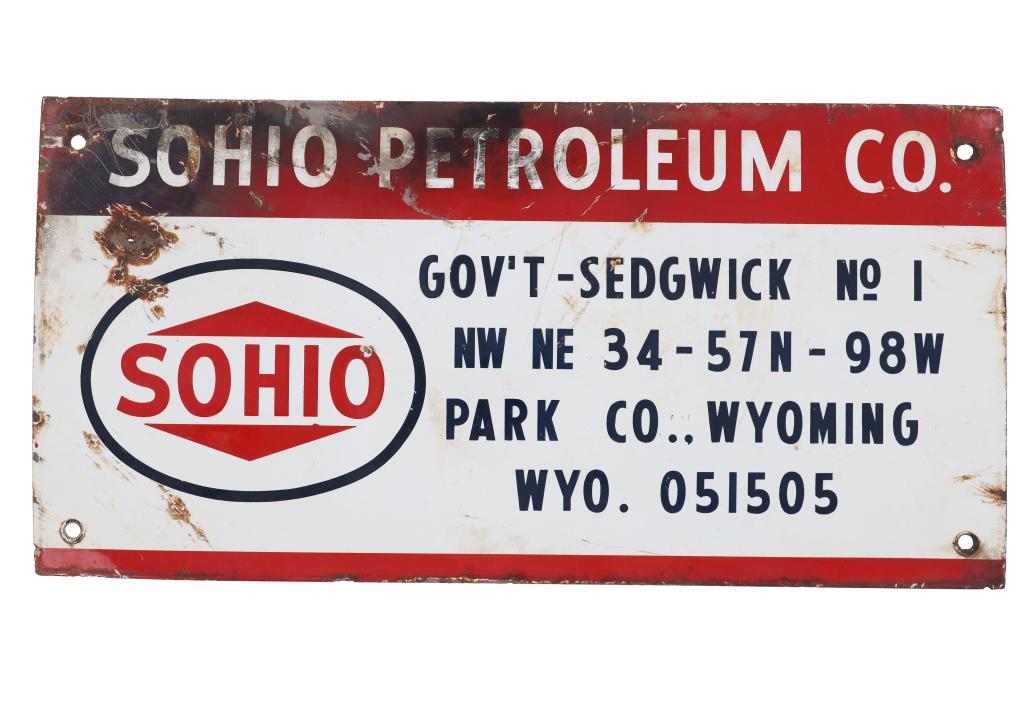 SOHIO PETROLEUM CO.
SOHIO
GOV'T-SEDGWICK Nº 1
NW NE 34-57N-98W
PARK CO., WYOMING
WYO. 051505